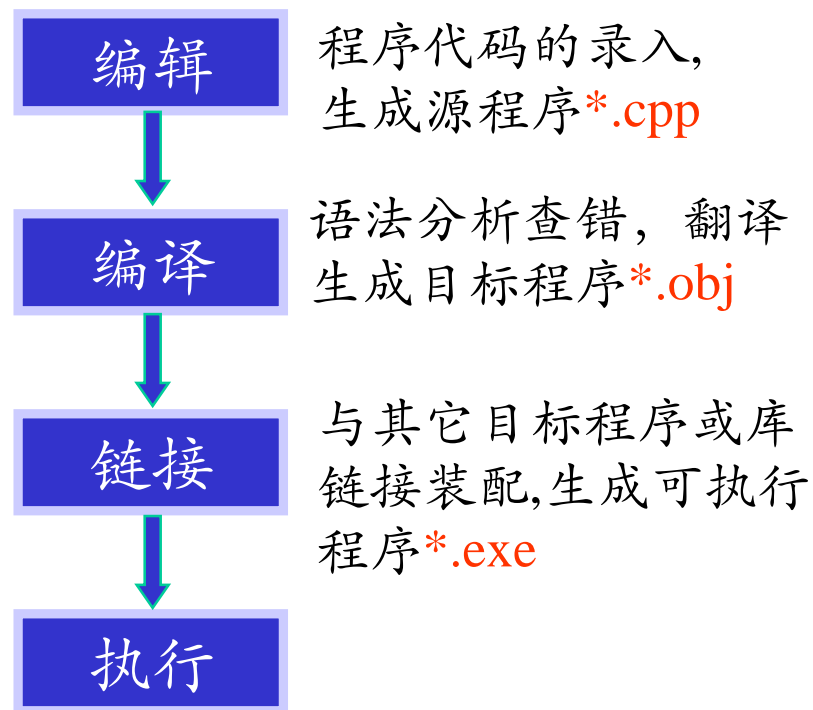 编辑
程序代码的录入,
生成源程序*.cpp
编译
语法分析查错，翻译
生成目标程序*.obj
链接
与其它目标程序或库
链接装配,生成可执行
程序*.exe
执行